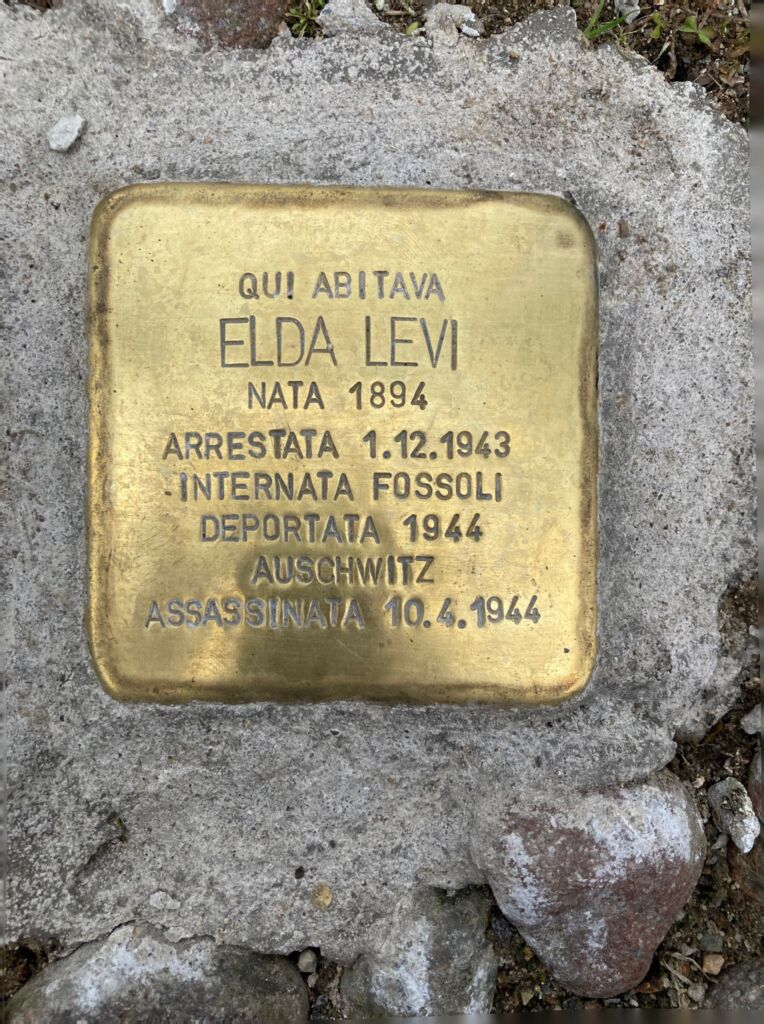 QUI ABITAVA
ELDA LEVI
NATA 1894
ARRESTATA 1.12.1943
INTERNATA FOSSOLI
DEPORTATA 1944
AUSCHWITZ
ASSASSINATA 10.4.1944